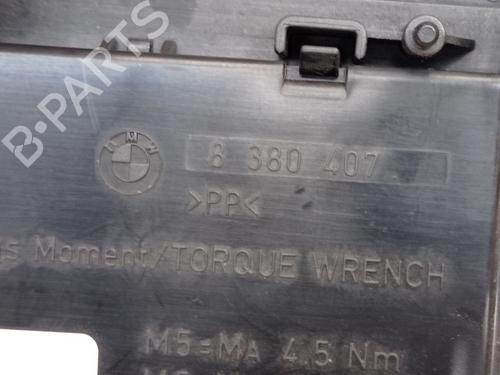 B-PARTS
BMW
8 380 407
>PP<
Moment/TORQUE WRENCH
M5=MA 4,5 Nm